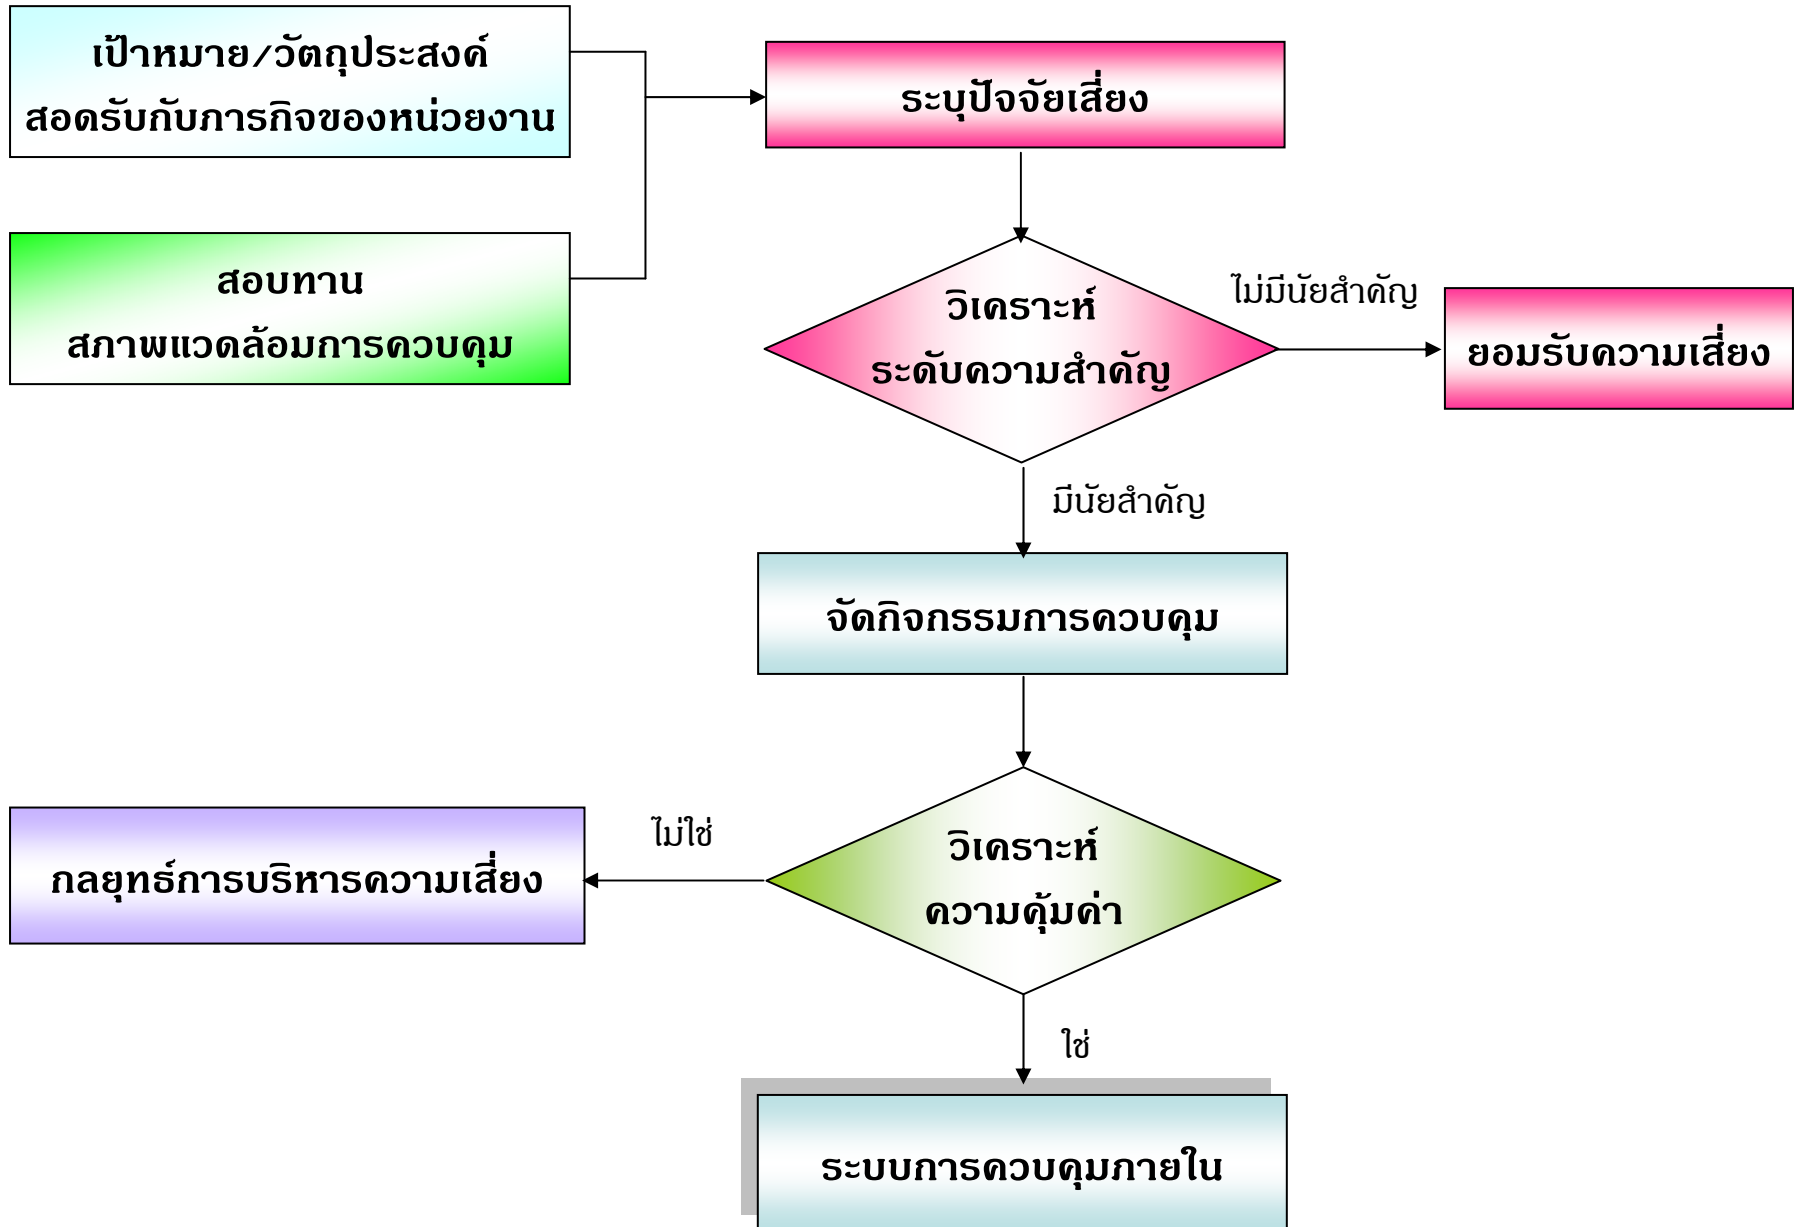 เป้าหมาย/วัตถุประสงค์
สอดรับกับภารกิจของหน่วยงาน
ระบุปัจจัยเสี่ยง
สอบทาน
สภาพแวดล้อมการควบคุม
วิเคราะห์
ระดับความสำคัญ
ไม่มีนัยสำคัญ
ยอมรับความเสี่ยง
มีนัยสำคัญ
จัดกิจกรรมการควบคุม
วิเคราะห์
ความคุ้มค่า
ไม่ใช่
กลยุทธ์การบริหารความเสี่ยง
ใช่
ระบบการควบคุมภายใน